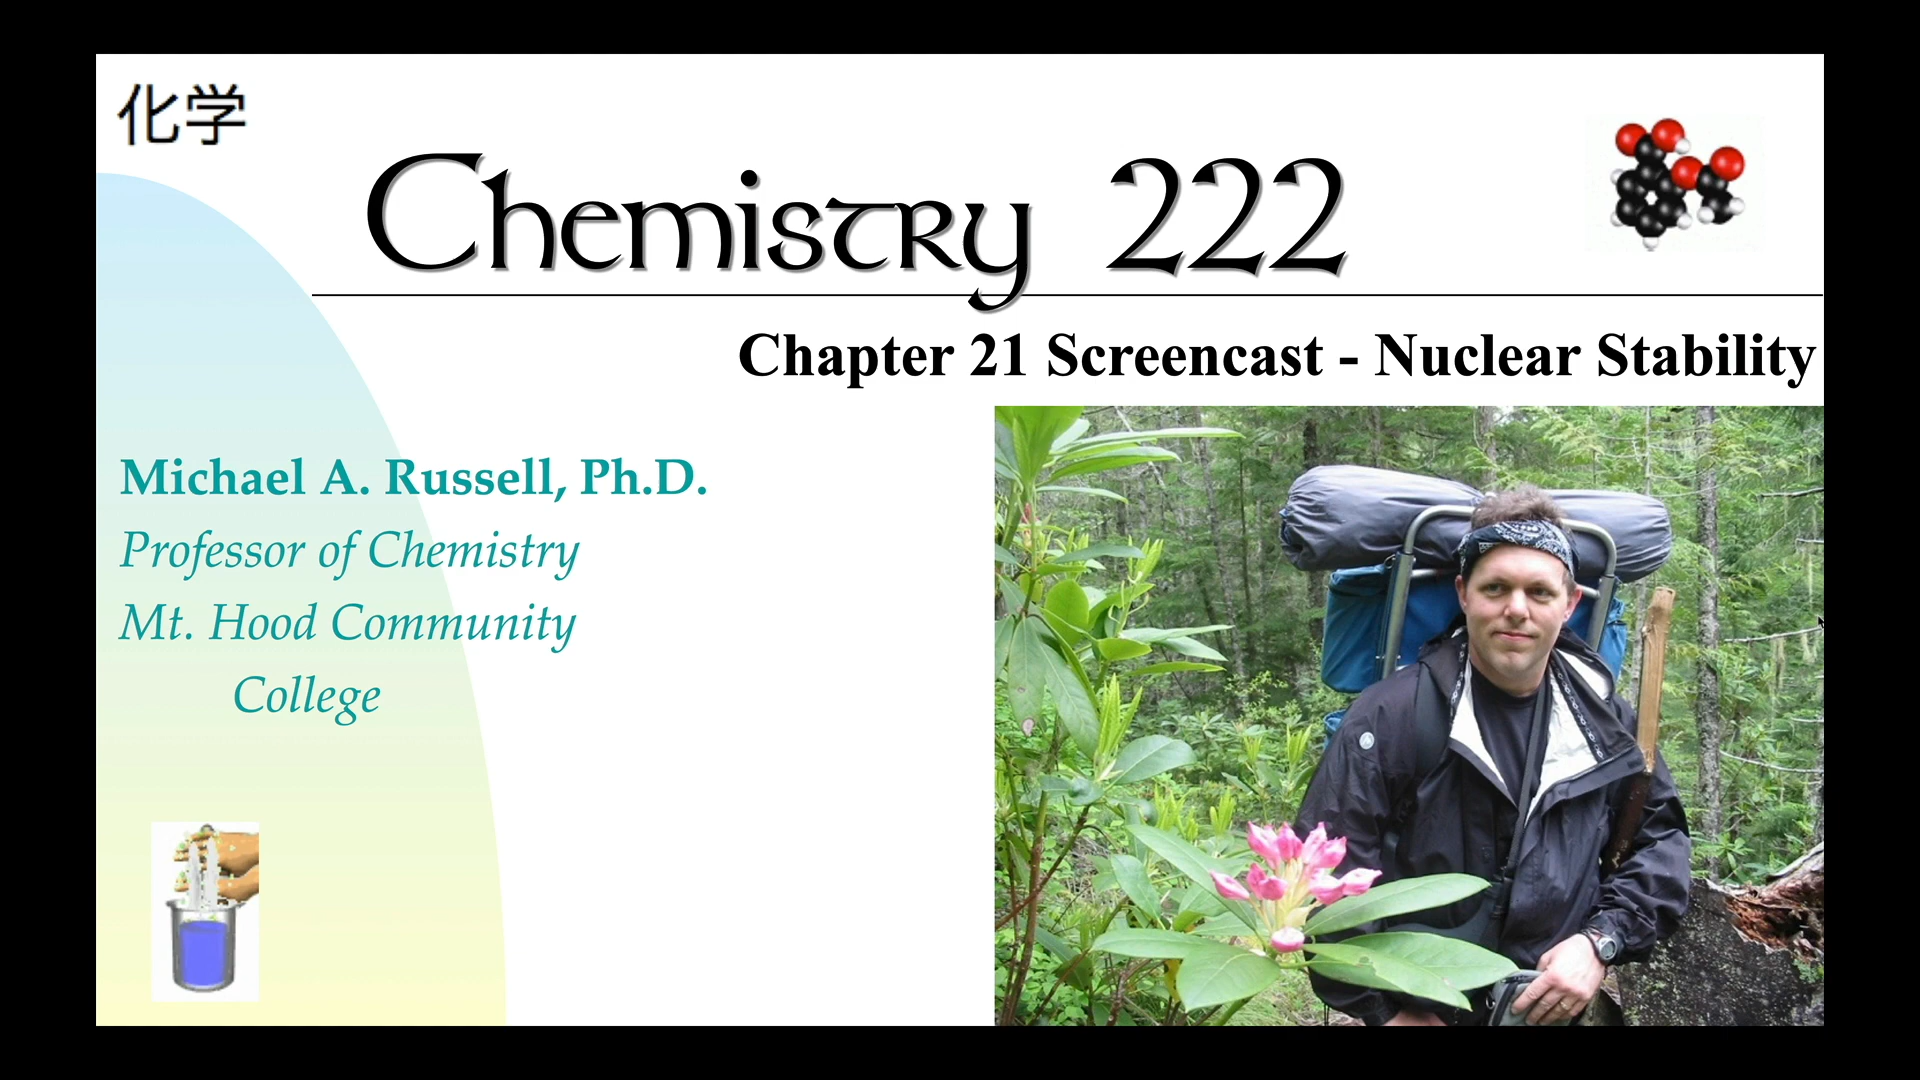 化学
Chemistry 222
Chapter 21 Screencast - Nuclear Stability
Michael A. Russell, Ph.D.
Professor of Chemistry
Mt. Hood Community
College